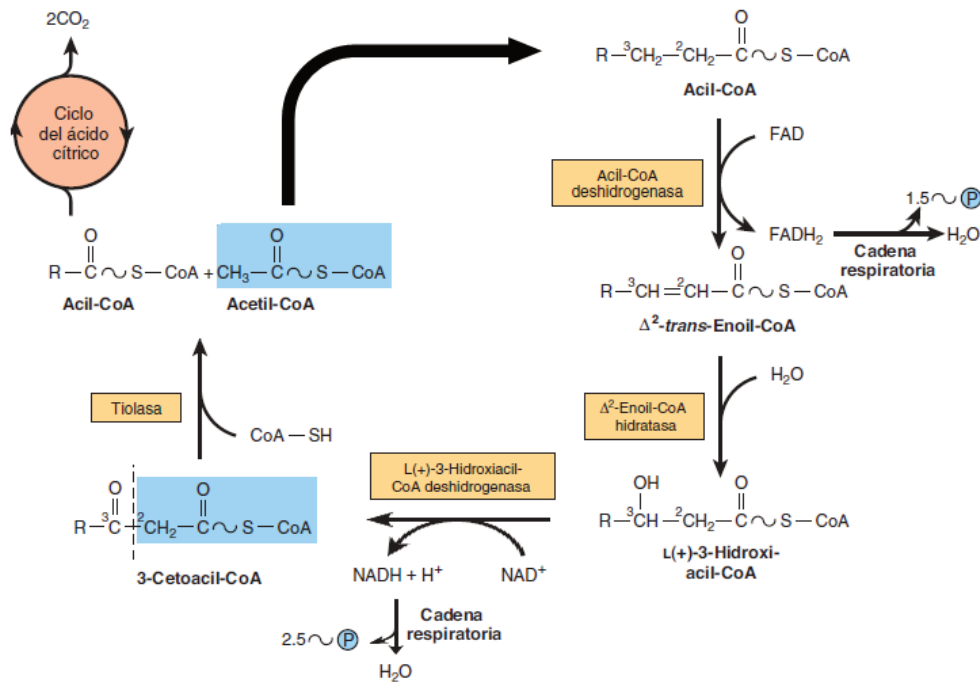 2CO₂
Ciclo
del ácido
cítrico
O
R—C∼S—CoA + CH₃—C∼S—CoA
O
Acil-CoA
Acetil-CoA
O
R—³CH₂—²CH₂—C∼S—CoA
Acil-CoA
FAD
Acil-CoA
deshidrogenasa
FADH₂
1.5∼P
H₂O
Cadena
respiratoria
O
R—³CH=²CH—C∼S—CoA
Δ²-trans-Enoil-CoA
H₂O
Δ²-Enoil-CoA
hidratasa
OH
O
R—³CH—²CH₂—C∼S—CoA
L(+)-3-Hidroxi-
acil-CoA
L(+)-3-Hidroxiacil-
CoA deshidrogenasa
NADH + H⁺
NAD⁺
Cadena
respiratoria
2.5∼P
H₂O
Tiolasa
CoA—SH
O
O
R—³C—²CH₂—C∼S—CoA
3-Cetoacil-CoA